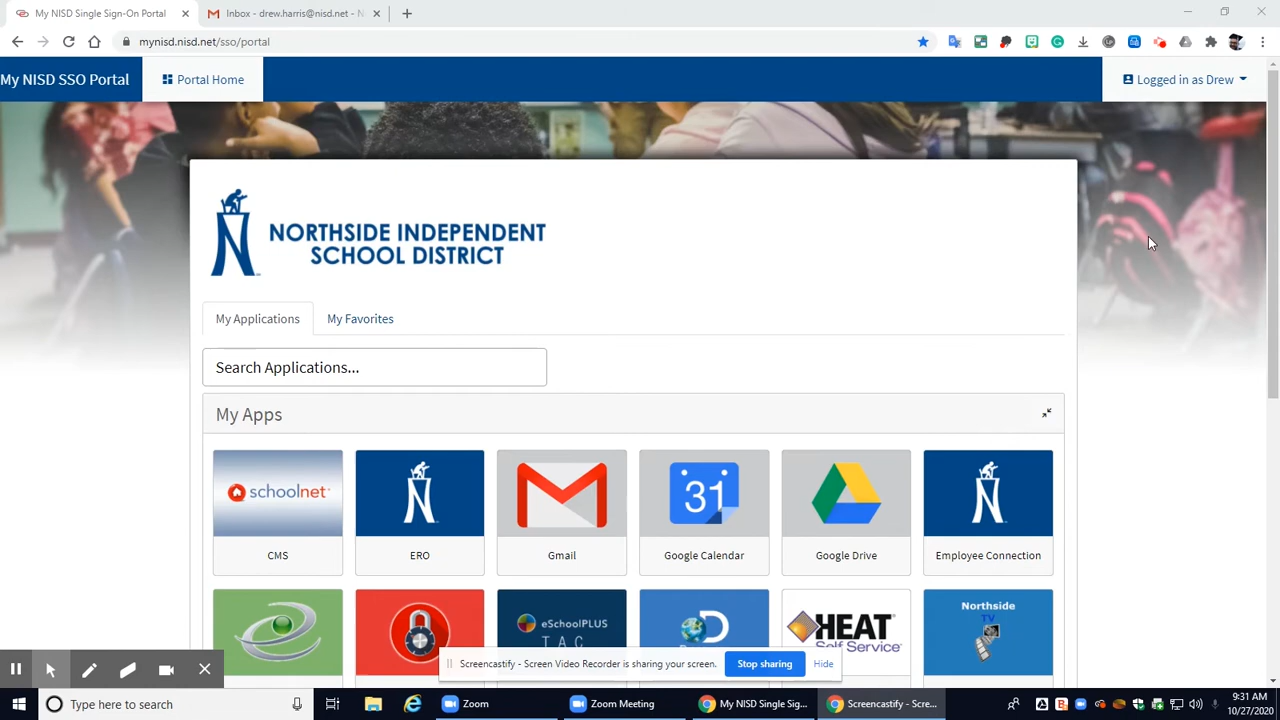 My NISD Single Sign-On Portal
Inbox - drew.harris@nisd.net - N
mynisd.nisd.net/sso/portal
My NISD SSO Portal
Portal Home
Logged in as Drew
NORTHSIDE INDEPENDENT
SCHOOL DISTRICT
My Applications
My Favorites
Search Applications...
My Apps
schoolnet
N
31
N
CMS
ERO
Gmail
Google Calendar
Google Drive
Employee Connection
eSchoolPLUS
T A C
D
HEAT
Self Service
Northside
TV
Screencastify - Screen Video Recorder is sharing your screen.
Stop sharing
Hide
Type here to search
Zoom
Zoom Meeting
My NISD Single Sig...
Screencastify - Scre...
9:31 AM
10/27/2020